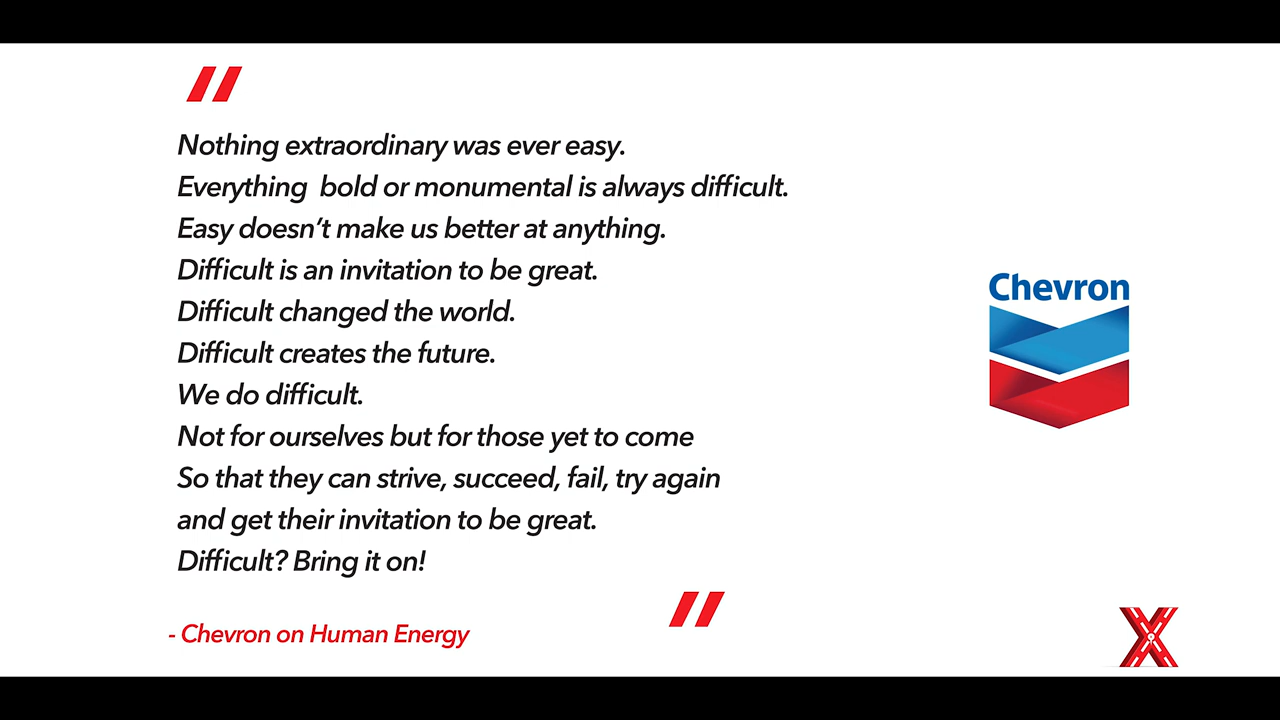 Nothing extraordinary was ever easy.
Everything  bold or monumental is always difficult.
Easy doesn’t make us better at anything.
Difficult is an invitation to be great.
Difficult changed the world.
Difficult creates the future.
We do difficult.
Not for ourselves but for those yet to come
So that they can strive, succeed, fail, try again
and get their invitation to be great.
Difficult? Bring it on!
- Chevron on Human Energy
Chevron
X